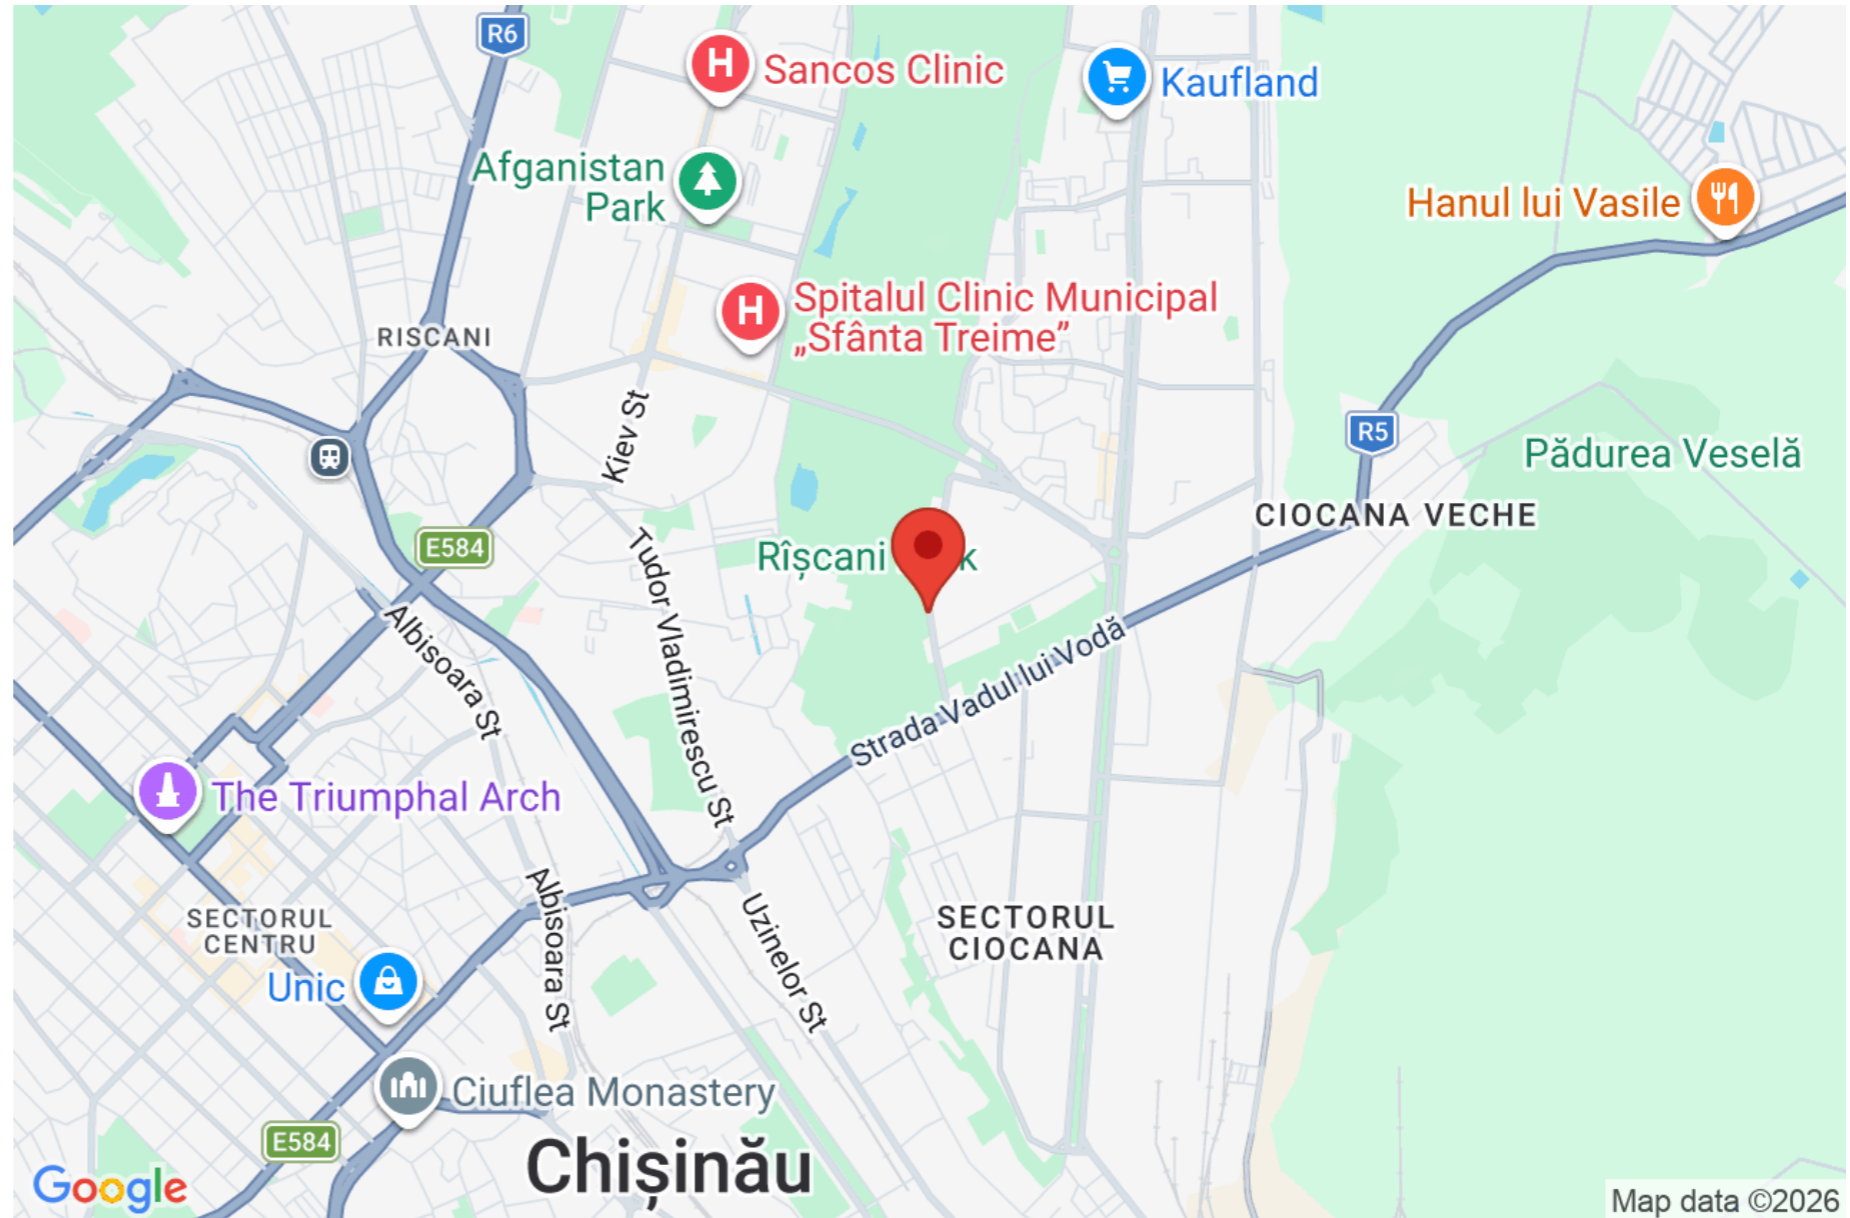 R6
Sancos Clinic
Kaufland
Afganistan
Park
Hanul lui Vasile
Spitalul Clinic Municipal
„Sfânta Treime”
RISCANI
Kiev St
R5
Pădurea Veselă
CIOCANA VECHE
E584
Rîșcani
k
Tudor Vladimirescu St
Albisoara St
Strada Vadul lui Vodă
The Triumphal Arch
Albisoara St
Uzinelor St
SECTORUL
CENTRU
SECTORUL
CIOCANA
Unic
Ciuflea Monastery
E584
Chișinău
Google
Map data ©2026